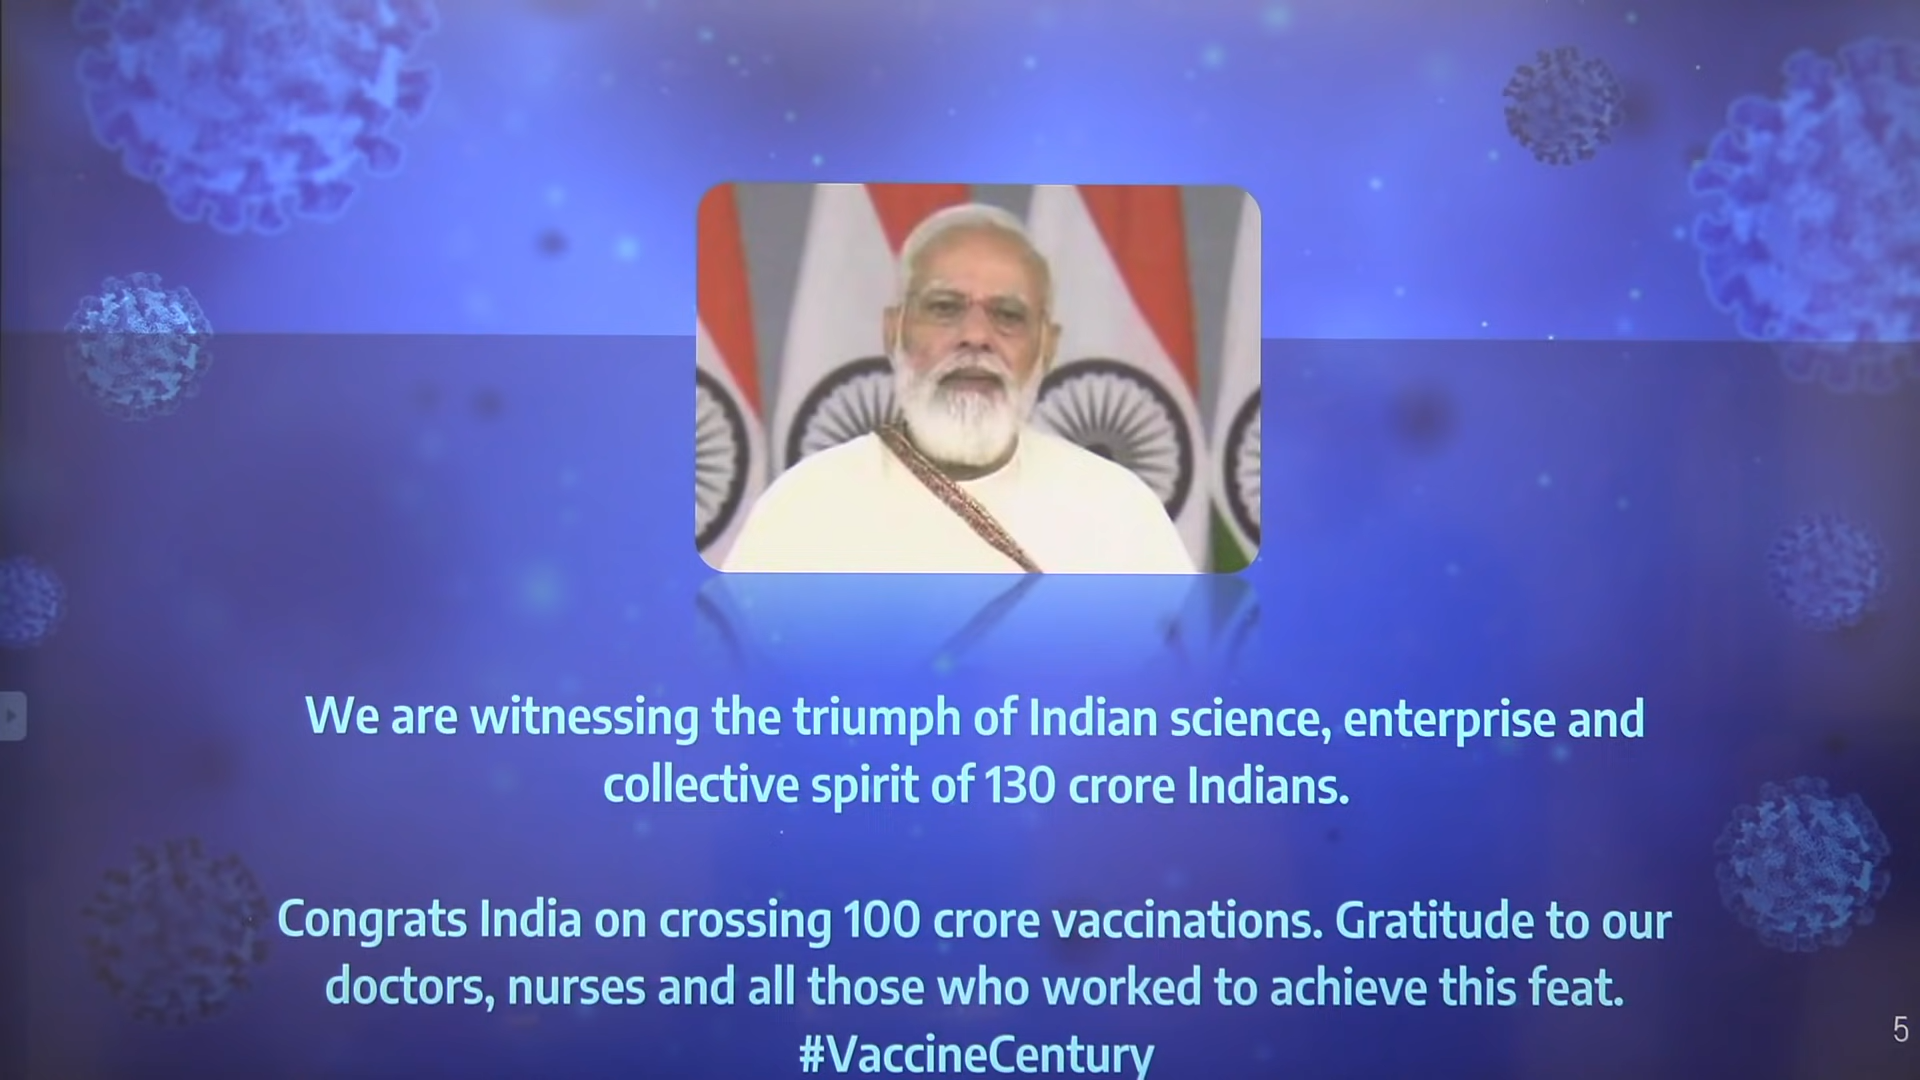 We are witnessing the triumph of Indian science, enterprise and
collective spirit of 130 crore Indians.
Congrats India on crossing 100 crore vaccinations. Gratitude to our
doctors, nurses and all those who worked to achieve this feat.
#VaccineCentury
5